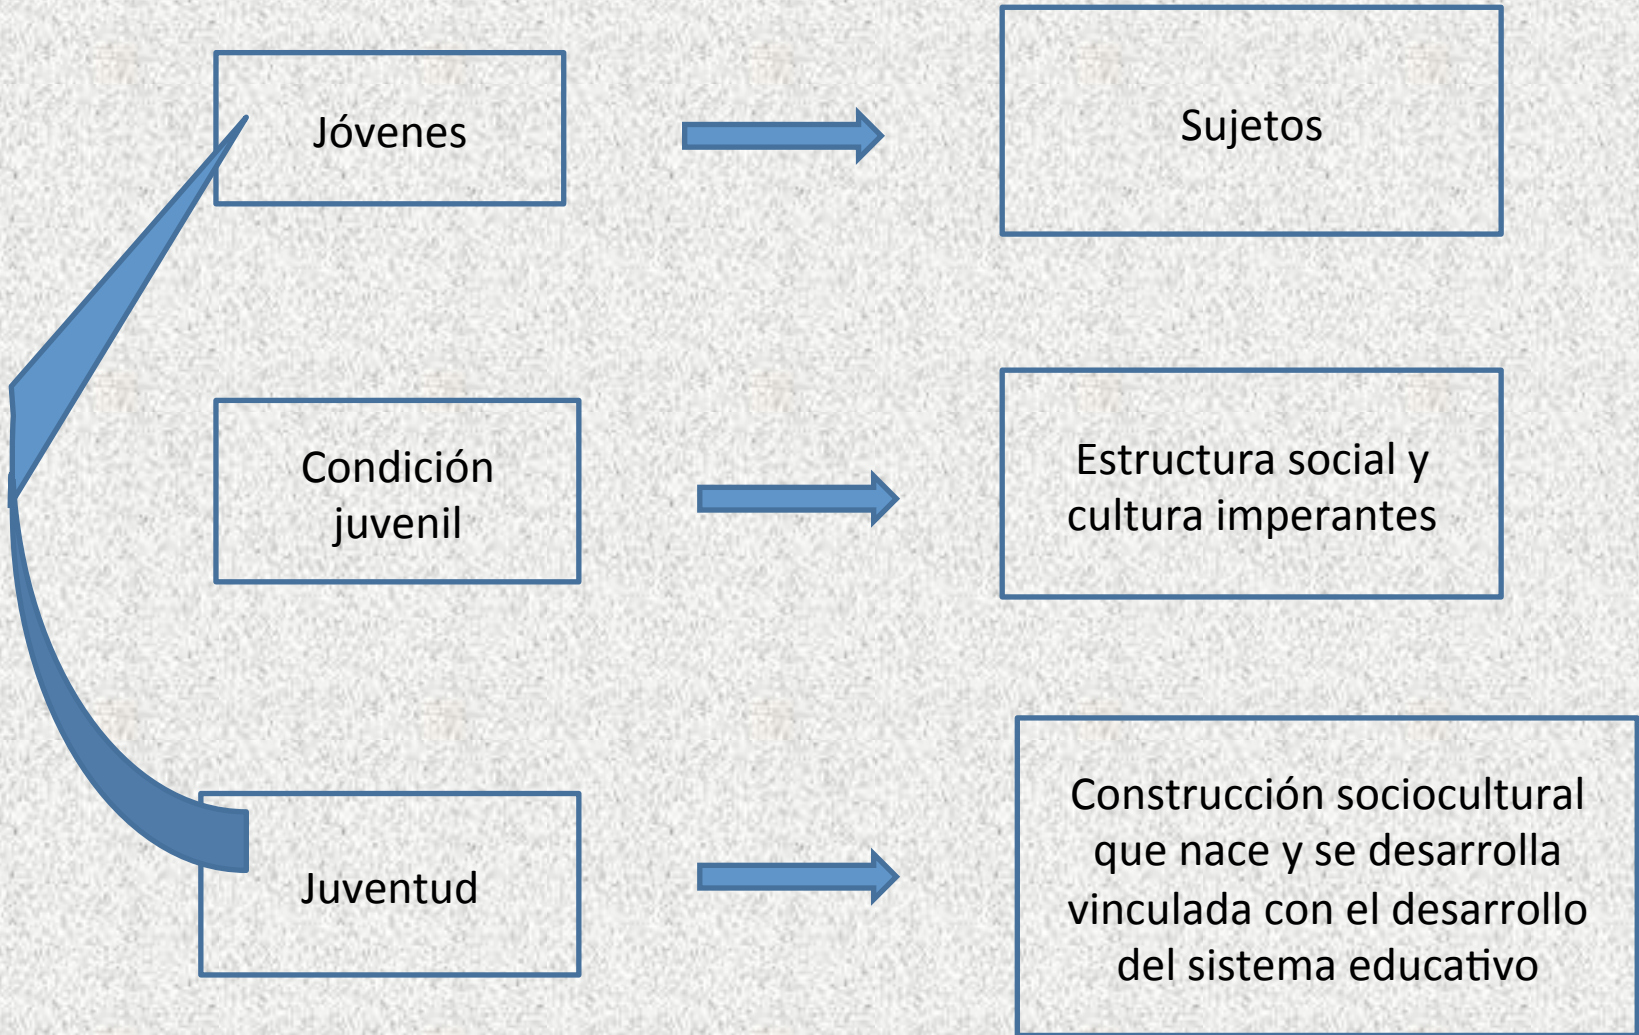 Jóvenes
Sujetos
Condición
juvenil
Estructura social y
cultura imperantes
Juventud
Construcción sociocultural
que nace y se desarrolla
vinculada con el desarrollo
del sistema educativo